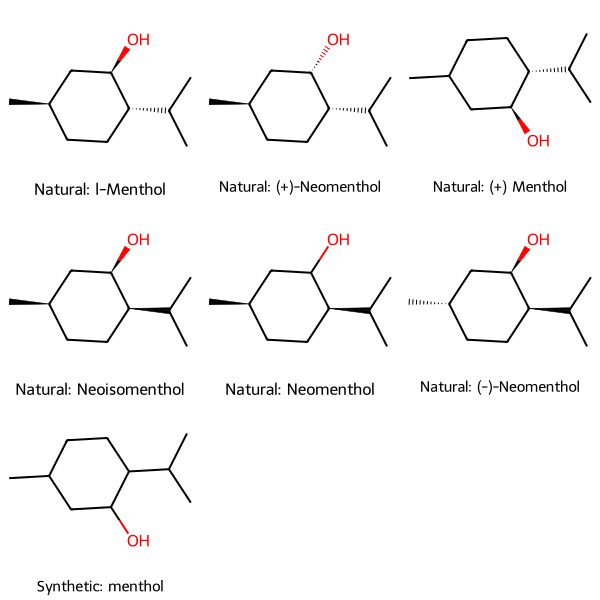 OH
OH
OH
Natural: l-Menthol
Natural: (+)-Neomenthol
Natural: (+) Menthol
OH
OH
OH
Natural: Neoisomenthol
Natural: Neomenthol
Natural: (-)-Neomenthol
OH
Synthetic: menthol